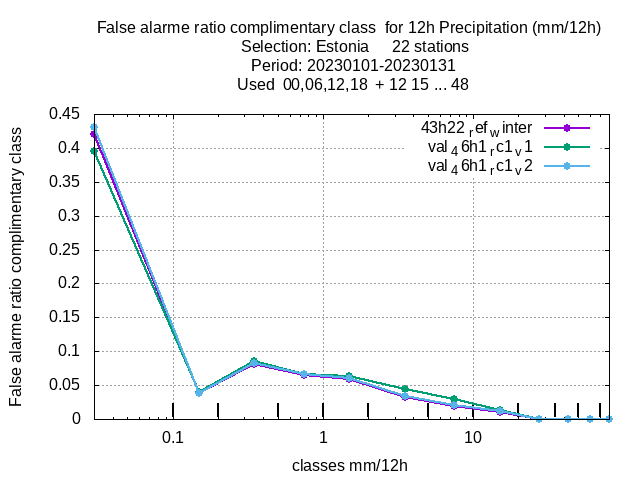 False alarme ratio complimentary class  for 12h Precipitation (mm/12h)
Selection: Estonia     22 stations
Period: 20230101-20230131
Used  00,06,12,18  + 12 15 ... 48
43h22ᵣef_winter
val_46h1_rc1_v1
val_46h1_rc1_v2
False alarme ratio complimentary class
0.45
0.4
0.35
0.3
0.25
0.2
0.15
0.1
0.05
0
0.1 1 10
classes mm/12h